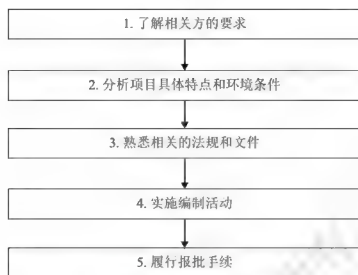 1. 了解相关方的要求
2. 分析项目具体特点和环境条件
3. 熟悉相关的法规和文件
4. 实施编制活动
5. 履行报批手续